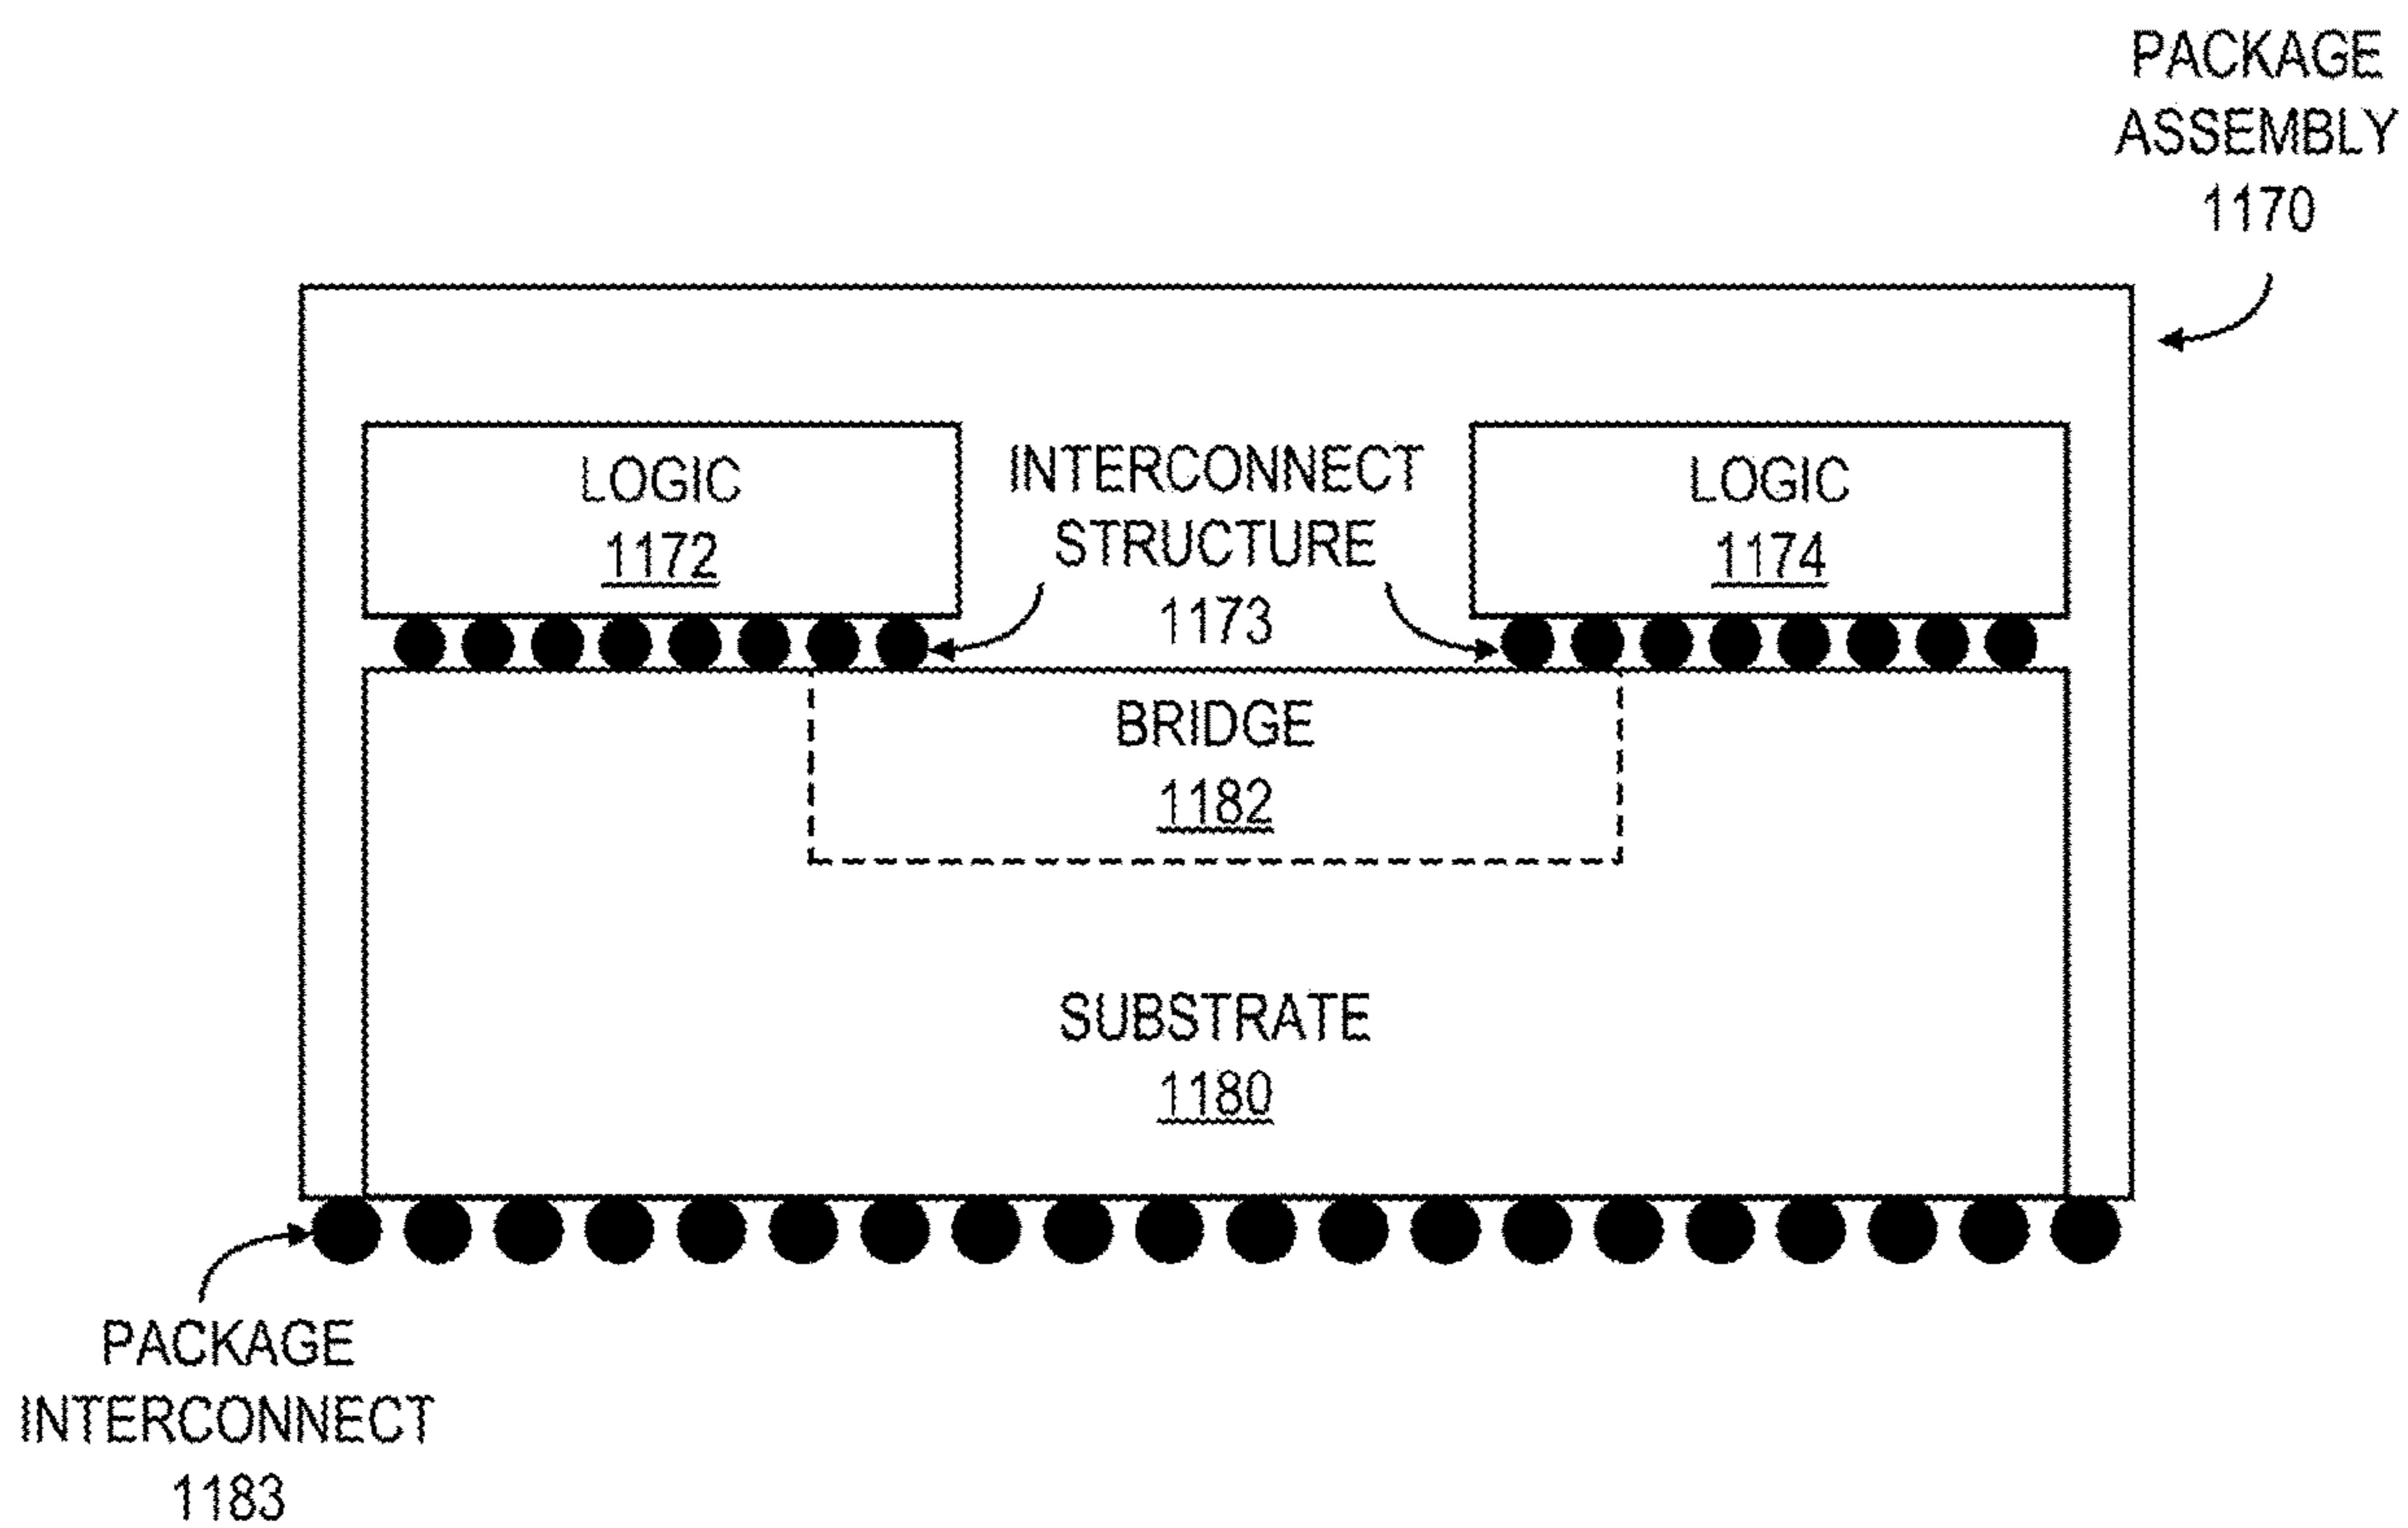 PACKAGE
ASSEMBLY
1170
LOGIC
1172
INTERCONNECT
STRUCTURE
1173
LOGIC
1174
BRIDGE
1182
SUBSTRATE
1180
PACKAGE
INTERCONNECT
1183